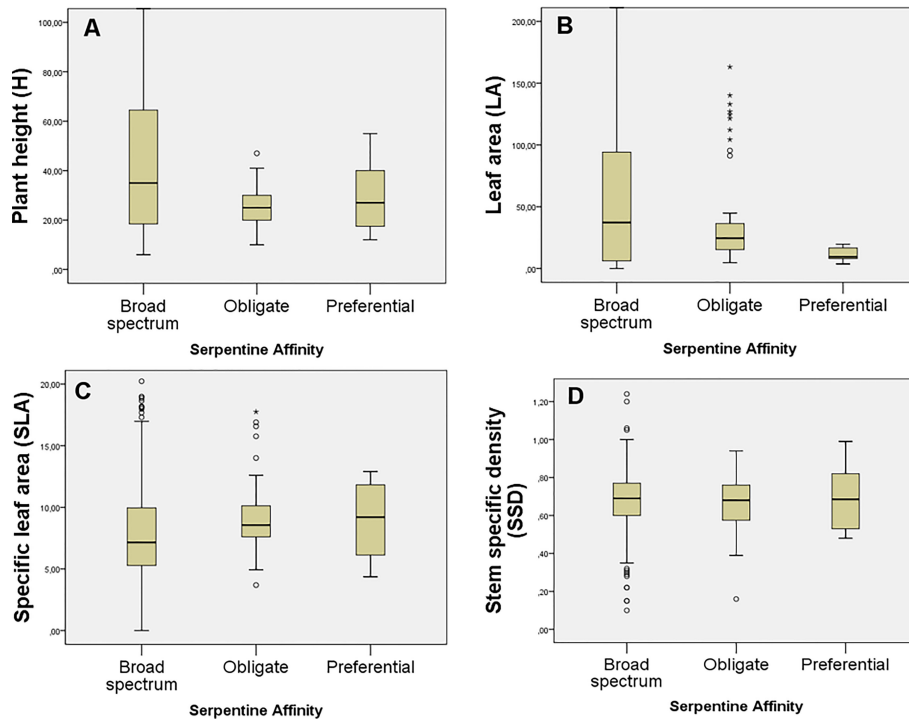 A
Plant height (H)
100,00
80,00
60,00
40,00
20,00
,00
Broad spectrum
Obligate
Preferential
Serpentine Affinity
B
Leaf area (LA)
200,00
150,00
100,00
50,00
,00
Broad spectrum
Obligate
Preferential
Serpentine Affinity
C
Specific leaf area (SLA)
20,00
15,00
10,00
5,00
,00
Broad spectrum
Obligate
Preferential
Serpentine Affinity
D
Stem specific density
(SSD)
1,20
1,00
,80
,60
,40
,20
,00
Broad spectrum
Obligate
Preferential
Serpentine Affinity